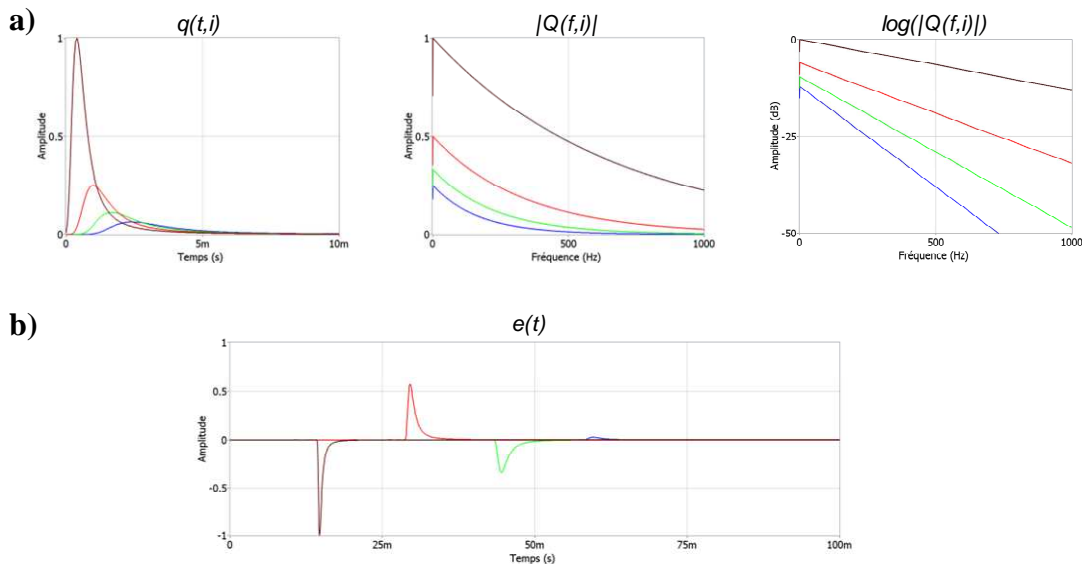 a)
q(t,i)
Amplitude
1
0.5
0
0
5m
10m
Temps (s)
|Q(f,i)|
Amplitude
1
0.5
0
0
500
1000
Fréquence (Hz)
log(|Q(f,i)|)
Amplitude (dB)
0
-25
-50
0
500
1000
Fréquence (Hz)
b)
e(t)
Amplitude
1
0.5
0
-0.5
-1
0
25m
50m
75m
100m
Temps (s)